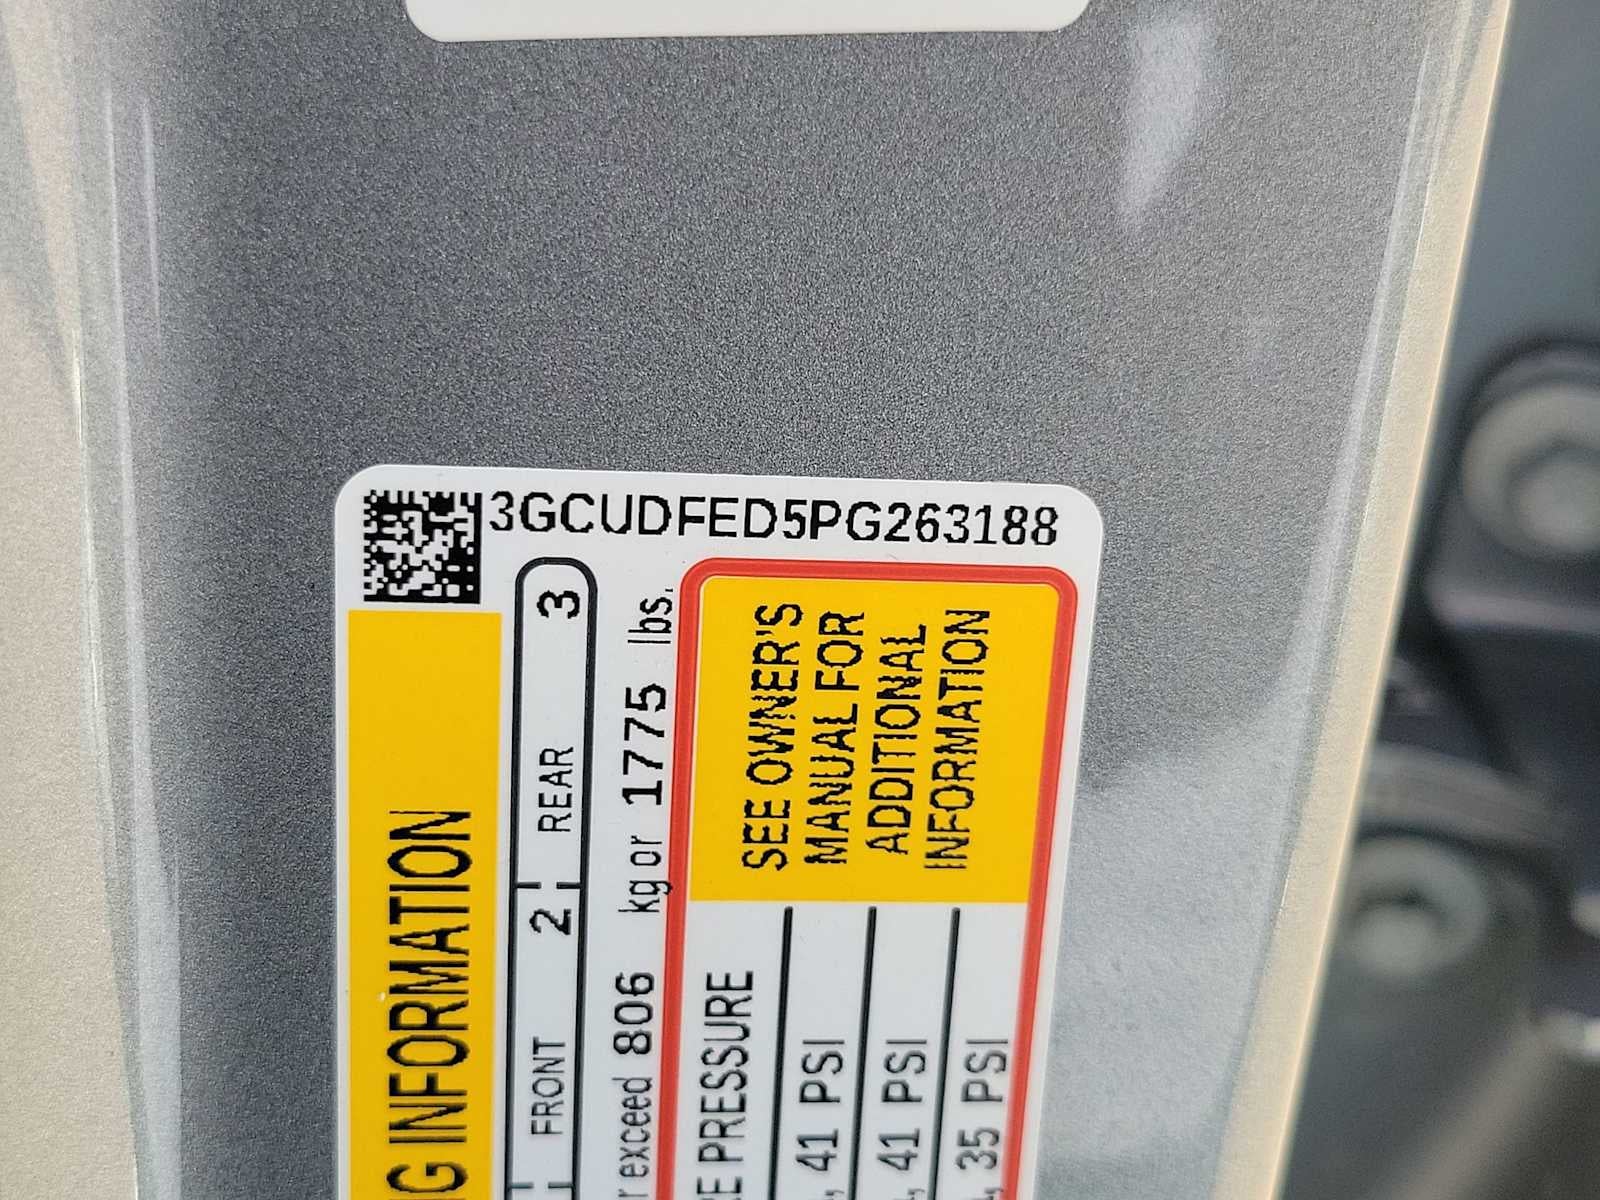 3GCUDFED5PG263188
NG INFORMATION
FRONT 2 REAR 3
exceed 806 kg or 1775 lbs.
PRESSURE
SEE OWNER'S
MANUAL FOR
ADDITIONAL
INFORMATION
41 PSI
41 PSI
35 PSI